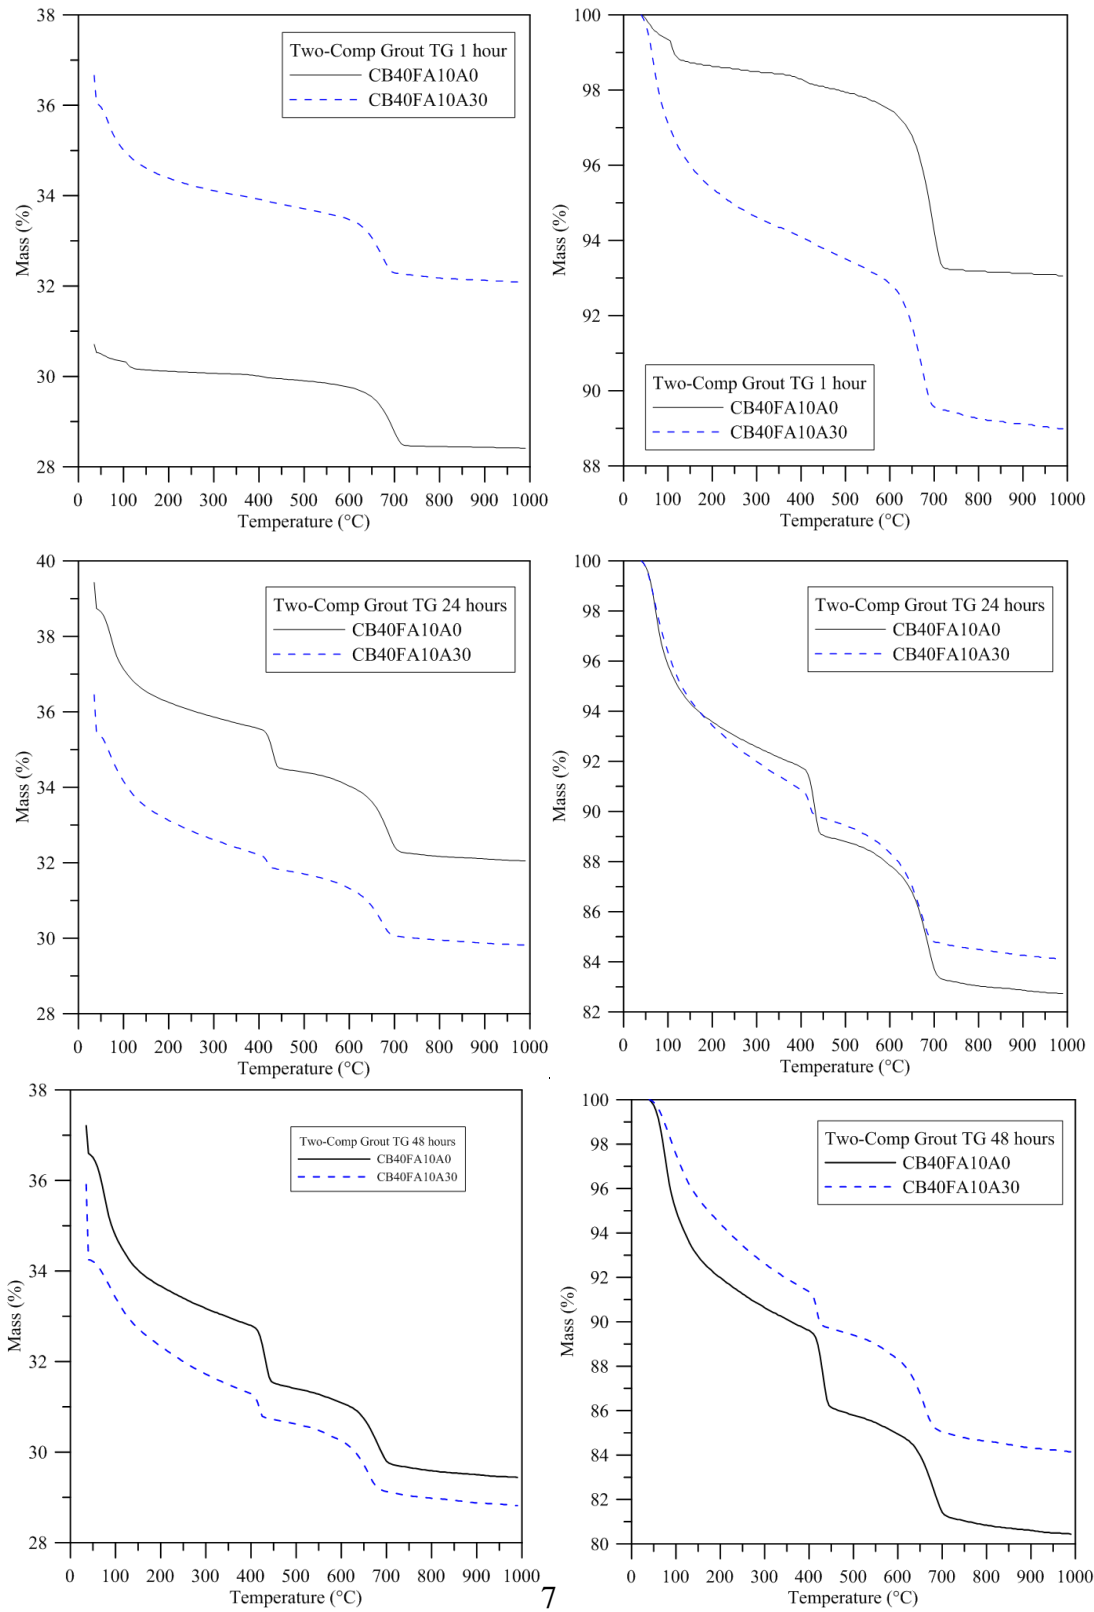 38
36
34
32
30
28
Mass (%)
Two-Comp Grout TG 1 hour
CB40FA10A0
CB40FA10A30
0 100 200 300 400 500 600 700 800 900 1000
Temperature (°C)
100
98
96
94
92
90
88
Mass (%)
Two-Comp Grout TG 1 hour
CB40FA10A0
CB40FA10A30
0 100 200 300 400 500 600 700 800 900 1000
Temperature (°C)
40
38
36
34
32
30
28
Mass (%)
Two-Comp Grout TG 24 hours
CB40FA10A0
CB40FA10A30
0 100 200 300 400 500 600 700 800 900 1000
Temperature (°C)
100
98
96
94
92
90
88
86
84
82
Mass (%)
Two-Comp Grout TG 24 hours
CB40FA10A0
CB40FA10A30
0 100 200 300 400 500 600 700 800 900 1000
Temperature (°C)
38
36
34
32
30
28
Mass (%)
Two-Comp Grout TG 48 hours
CB40FA10A0
CB40FA10A30
0 100 200 300 400 500 600 700 800 900 1000
Temperature (°C)
100
98
96
94
92
90
88
86
84
82
80
Mass (%)
Two-Comp Grout TG 48 hours
CB40FA10A0
CB40FA10A30
0 100 200 300 400 500 600 700 800 900 1000
Temperature (°C)
7